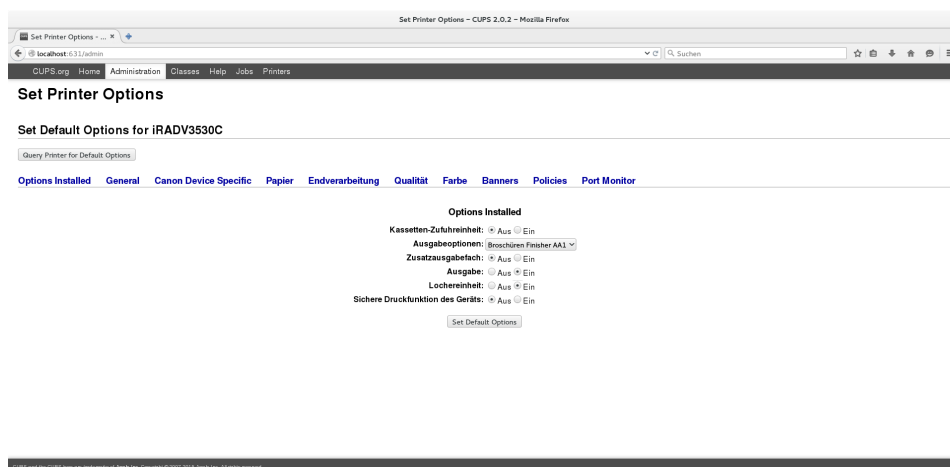 Set Printer Options – CUPS 2.0.2 – Mozilla Firefox
Set Printer Options - ...
localhost:631/admin
Suchen
CUPS.org Home Administration Classes Help Jobs Printers
Set Printer Options
Set Default Options for iRADV3530C
Query Printer for Default Options
Options Installed General Canon Device Specific Papier Endverarbeitung Qualität Farbe Banners Policies Port Monitor
Options Installed
Kassetten-Zufuhreinheit: Aus Ein
Ausgabeoptionen: Broschüren Finisher AA1
Zusatzausgabefach: Aus Ein
Ausgabe: Aus Ein
Lochereinheit: Aus Ein
Sichere Druckfunktion des Geräts: Aus Ein
Set Default Options